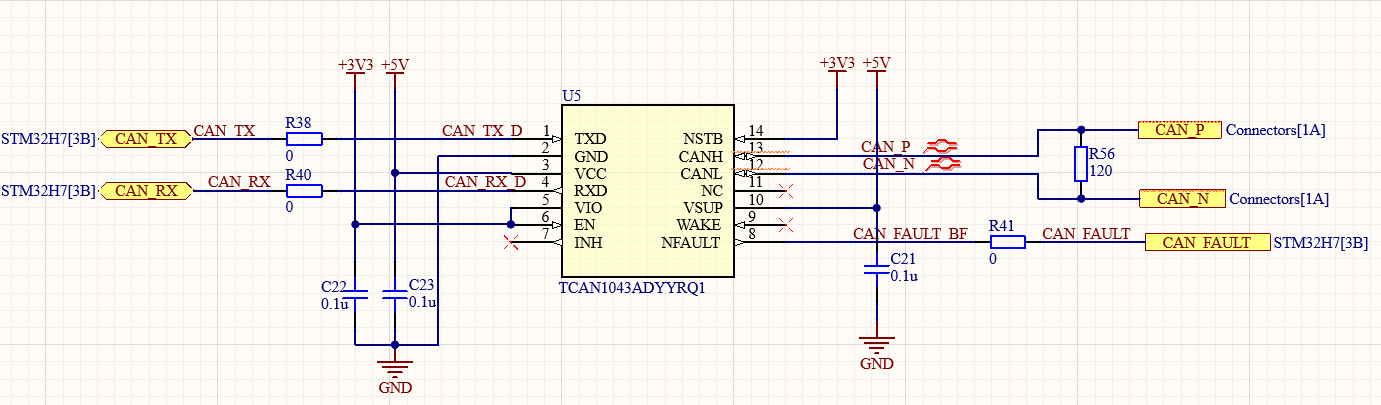 +3V3 +5V
+3V3 +5V
U5
STM32H7[3B] CAN_TX CAN_TX R38 0 CAN_TX_D 1 TXD
2 GND
3 VCC
STM32H7[3B] CAN_RX CAN_RX R40 0 CAN_RX_D 4 RXD
5 VIO
6 EN
7 INH
NSTB 14
CANH 13 CAN_P
CANL 12 CAN_N
NC 11
VSUP 10
WAKE 9
NFAULT 8 CAN_FAULT_BF R41 0 CAN_FAULT CAN_FAULT STM32H7[3B]
CAN_P Connectors[1A]
R56
120
CAN_N Connectors[1A]
C22
0.1u
C23
0.1u
TCAN1043ADYYRQ1
C21
0.1u
GND
GND